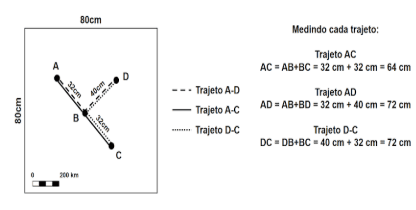 80cm
80cm
A
D
32cm
40cm
B
32cm
C
0 200 km
Trajeto A-D
Trajeto A-C
Trajeto D-C
Medindo cada trajeto:
Trajeto AC
AC = AB+BC = 32 cm + 32 cm = 64 cm
Trajeto AD
AD = AB+BD = 32 cm + 40 cm = 72 cm
Trajeto D-C
DC = DB+BC = 40 cm + 32 cm = 72 cm